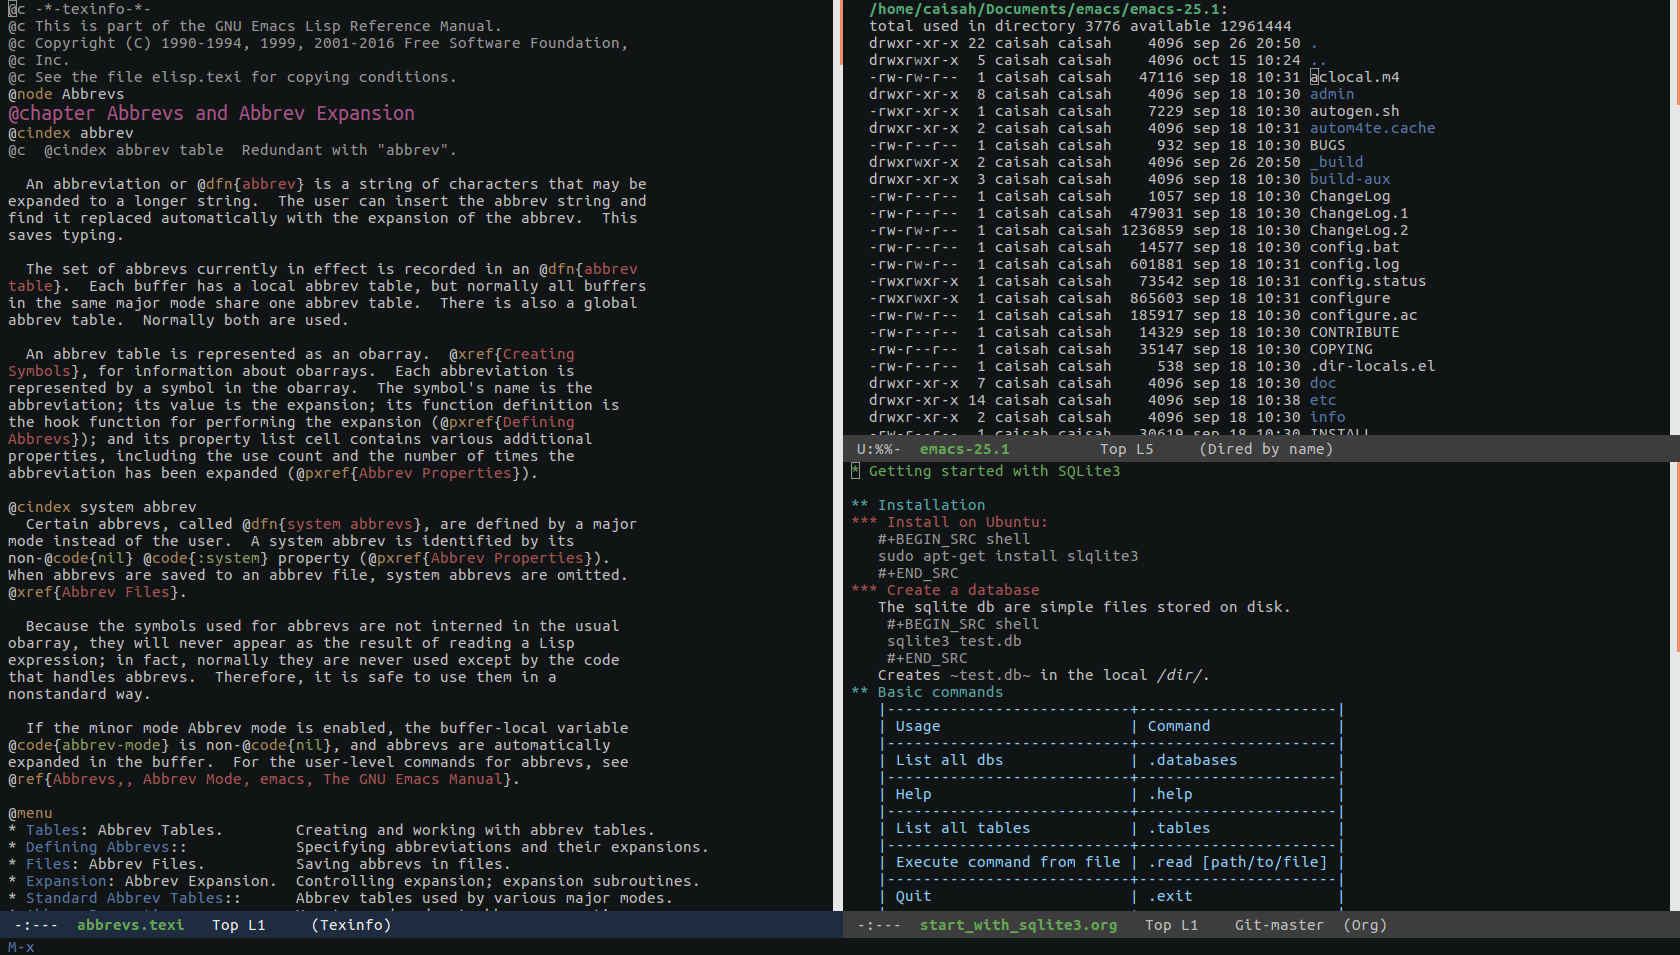 @c -*-texinfo-*-
@c This is part of the GNU Emacs Lisp Reference Manual.
@c Copyright (C) 1990-1994, 1999, 2001-2016 Free Software Foundation,
@c Inc.
@c See the file elisp.texi for copying conditions.
@node Abbrevs
@chapter Abbrevs and Abbrev Expansion
@cindex abbrev
@c  @cindex abbrev table  Redundant with "abbrev".

  An abbreviation or @dfn{abbrev} is a string of characters that may be
expanded to a longer string.  The user can insert the abbrev string and
find it replaced automatically with the expansion of the abbrev.  This
saves typing.

  The set of abbrevs currently in effect is recorded in an @dfn{abbrev
table}.  Each buffer has a local abbrev table, but normally all buffers
in the same major mode share one abbrev table.  There is also a global
abbrev table.  Normally both are used.

  An abbrev table is represented as an obarray.  @xref{Creating
Symbols}, for information about obarrays.  Each abbreviation is
represented by a symbol in the obarray.  The symbol's name is the
abbreviation; its value is the expansion; its function definition is
the hook function for performing the expansion (@pxref{Defining
Abbrevs}); and its property list cell contains various additional
properties, including the use count and the number of times the
abbreviation has been expanded (@pxref{Abbrev Properties}).

@cindex system abbrev
  Certain abbrevs, called @dfn{system abbrevs}, are defined by a major
mode instead of the user.  A system abbrev is identified by its
non-@code{nil} @code{:system} property (@pxref{Abbrev Properties}).
When abbrevs are saved to an abbrev file, system abbrevs are omitted.
@xref{Abbrev Files}.

  Because the symbols used for abbrevs are not interned in the usual
obarray, they will never appear as the result of reading a Lisp
expression; in fact, normally they are never used except by the code
that handles abbrevs.  Therefore, it is safe to use them in a
nonstandard way.

  If the minor mode Abbrev mode is enabled, the buffer-local variable
@code{abbrev-mode} is non-@code{nil}, and abbrevs are automatically
expanded in the buffer.  For the user-level commands for abbrevs, see
@ref{Abbrevs,, Abbrev Mode, emacs, The GNU Emacs Manual}.

@menu
* Tables: Abbrev Tables.        Creating and working with abbrev tables.
* Defining Abbrevs::            Specifying abbreviations and their expansions.
* Files: Abbrev Files.          Saving abbrevs in files.
* Expansion: Abbrev Expansion.  Controlling expansion; expansion subroutines.
* Standard Abbrev Tables::      Abbrev tables used by various major modes.
-:---  abbrevs.texi   Top L1     (Texinfo)
M-x
/home/caisah/Documents/emacs/emacs-25.1:
total used in directory 3776 available 12961444
drwxr-xr-x 22 caisah caisah    4096 sep 26 20:50 .
drwxrwxr-x  5 caisah caisah    4096 oct 15 10:24 ..
-rw-rw-r--  1 caisah caisah   47116 sep 18 10:31 aclocal.m4
drwxr-xr-x  8 caisah caisah    4096 sep 18 10:30 admin
-rwxr-xr-x  1 caisah caisah    7229 sep 18 10:30 autogen.sh
drwxr-xr-x  2 caisah caisah    4096 sep 18 10:31 autom4te.cache
-rw-r--r--  1 caisah caisah     932 sep 18 10:30 BUGS
drwxrwxr-x  2 caisah caisah    4096 sep 26 20:50 _build
drwxr-xr-x  3 caisah caisah    4096 sep 18 10:30 build-aux
-rw-r--r--  1 caisah caisah    1057 sep 18 10:30 ChangeLog
-rw-r--r--  1 caisah caisah  479031 sep 18 10:30 ChangeLog.1
-rw-rw-r--  1 caisah caisah 1236859 sep 18 10:30 ChangeLog.2
-rw-r--r--  1 caisah caisah   14577 sep 18 10:30 config.bat
-rw-rw-r--  1 caisah caisah  601881 sep 18 10:31 config.log
-rwxrwxr-x  1 caisah caisah   73542 sep 18 10:31 config.status
-rwxrwxr-x  1 caisah caisah  865603 sep 18 10:31 configure
-rw-rw-r--  1 caisah caisah  185917 sep 18 10:30 configure.ac
-rw-r--r--  1 caisah caisah   14329 sep 18 10:30 CONTRIBUTE
-rw-r--r--  1 caisah caisah   35147 sep 18 10:30 COPYING
-rw-r--r--  1 caisah caisah     538 sep 18 10:30 .dir-locals.el
drwxr-xr-x  7 caisah caisah    4096 sep 18 10:30 doc
drwxr-xr-x 14 caisah caisah    4096 sep 18 10:38 etc
drwxr-xr-x  2 caisah caisah    4096 sep 18 10:30 info
-rw-r--r--  1 caisah caisah   30619 sep 18 10:30 INSTALL
U:%%-  emacs-25.1          Top L5     (Dired by name)
* Getting started with SQLite3

** Installation
*** Install on Ubuntu:
   #+BEGIN_SRC shell
   sudo apt-get install slqlite3
   #+END_SRC
*** Create a database
   The sqlite db are simple files stored on disk.
    #+BEGIN_SRC shell
    sqlite3 test.db
    #+END_SRC
   Creates ~test.db~ in the local /dir/.
** Basic commands
   |---------------------------+----------------------|
   | Usage                     | Command              |
   |---------------------------+----------------------|
   | List all dbs              | .databases           |
   |---------------------------+----------------------|
   | Help                      | .help                |
   |---------------------------+----------------------|
   | List all tables           | .tables              |
   |---------------------------+----------------------|
   | Execute command from file | .read [path/to/file] |
   |---------------------------+----------------------|
   | Quit                      | .exit                |
-:---  start_with_sqlite3.org   Top L1    Git-master  (Org)